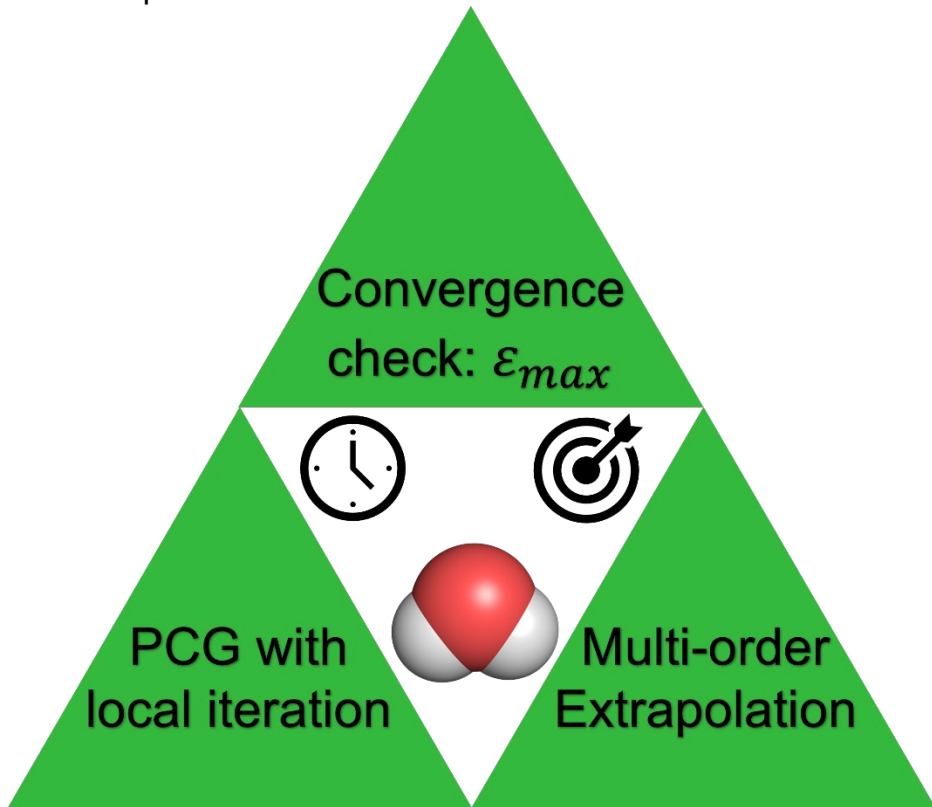 Convergence
check: εmax
PCG with
local iteration
Multi-order
Extrapolation